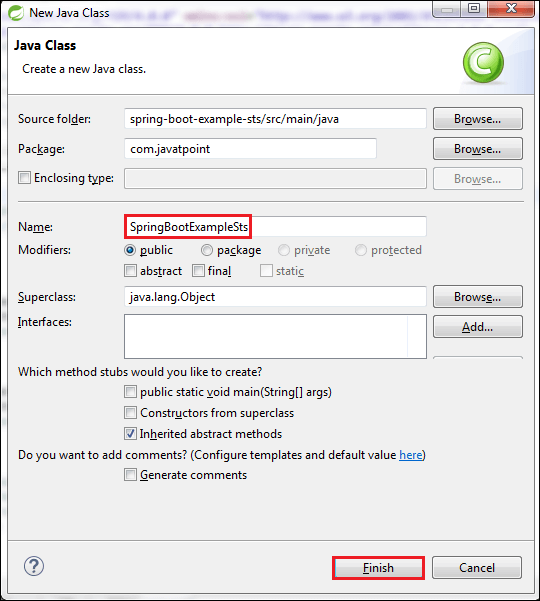 New Java Class
Java Class
Create a new Java class.
C
Source folder: spring-boot-example-sts/src/main/java Browse...
Package: com.javatpoint Browse...
Enclosing type: Browse...
Name: SpringBootExampleSts
Modifiers: public package private protected
abstract final static
Superclass: java.lang.Object Browse...
Interfaces: Add...
Which method stubs would you like to create?
public static void main(String[] args)
Constructors from superclass
Inherited abstract methods
Do you want to add comments? (Configure templates and default value here)
Generate comments
? Finish Cancel